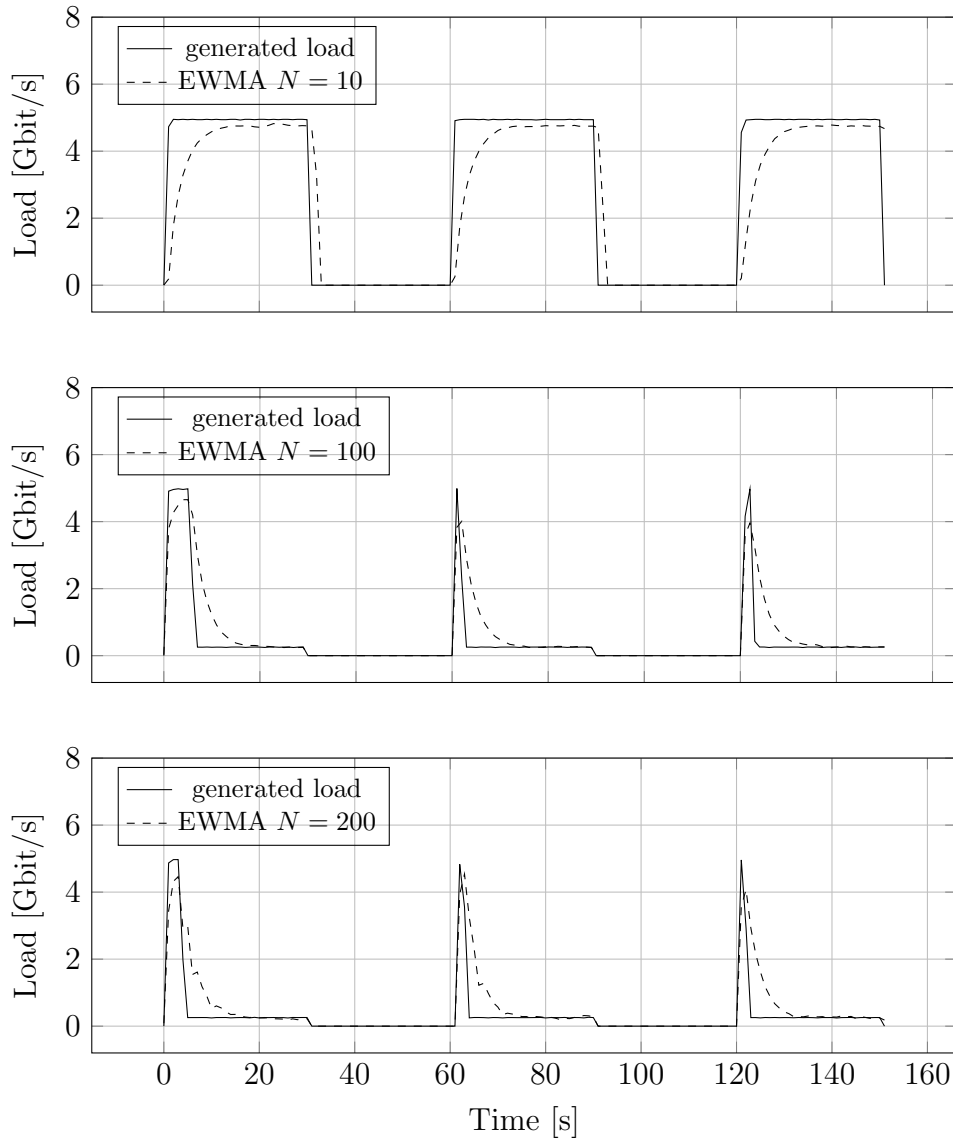 8
6
4
2
0
Load [Gbit/s]
generated load
EWMA N = 10
8
6
4
2
0
Load [Gbit/s]
generated load
EWMA N = 100
8
6
4
2
0
Load [Gbit/s]
generated load
EWMA N = 200
0 20 40 60 80 100 120 140 160
Time [s]